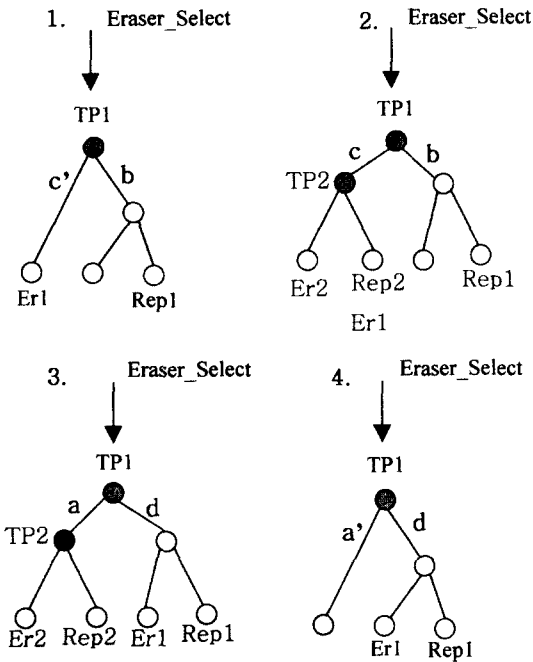 1. Eraser_Select
TP1
c' b
Er1 Rep1
2. Eraser_Select
TP1
c b
TP2
Er2 Rep2 Rep1
Er1
3. Eraser_Select
TP1
a d
TP2
Er2 Rep2 Er1 Rep1
4. Eraser_Select
TP1
a' d
Er1 Rep1